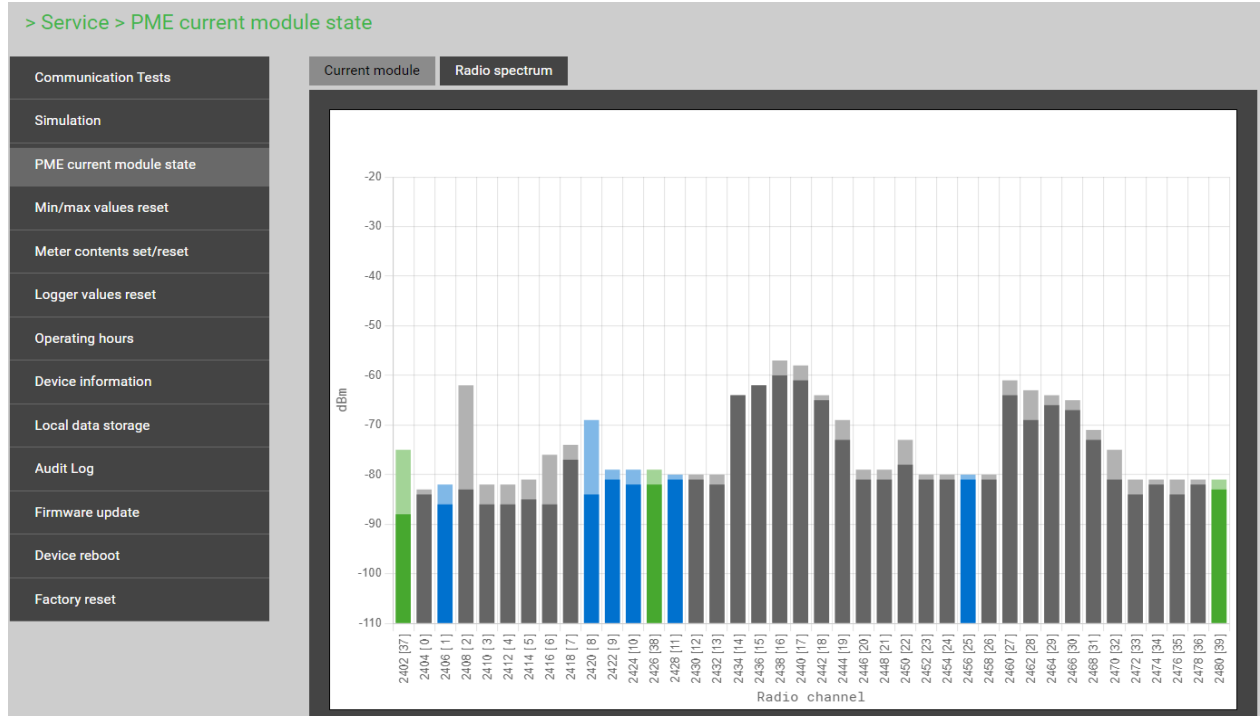 > Service > PME current module state
Communication Tests
Simulation
PME current module state
Min/max values reset
Meter contents set/reset
Logger values reset
Operating hours
Device information
Local data storage
Audit Log
Firmware update
Device reboot
Factory reset
Current module
Radio spectrum
dBm
-20
-30
-40
-50
-60
-70
-80
-90
-100
-110
2402 [37]
2404 [0]
2406 [1]
2408 [2]
2410 [3]
2412 [4]
2414 [5]
2416 [6]
2418 [7]
2420 [8]
2422 [9]
2424 [10]
2426 [38]
2428 [11]
2430 [12]
2432 [13]
2434 [14]
2436 [15]
2438 [16]
2440 [17]
2442 [18]
2444 [19]
2446 [20]
2448 [21]
2450 [22]
2452 [23]
2454 [24]
2456 [25]
2458 [26]
2460 [27]
2462 [28]
2464 [29]
2466 [30]
2468 [31]
2470 [32]
2472 [33]
2474 [34]
2476 [35]
2478 [36]
2480 [39]
Radio channel